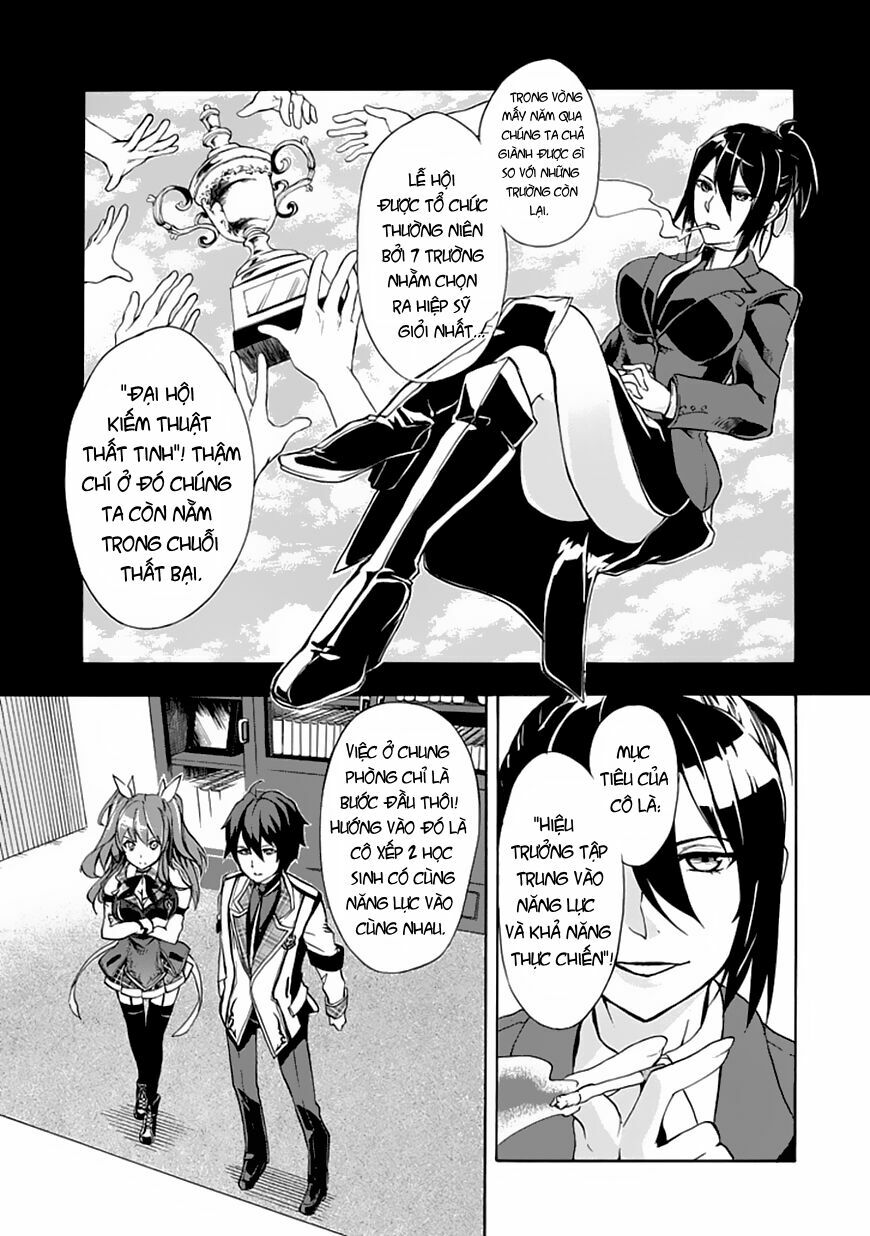 TRONG VÒNG
MẤY NĂM QUA
CHÚNG TA CHẢ
GIÀNH ĐƯỢC GÌ
SO VỚI NHỮNG
TRƯỜNG CÒN
LẠI.
LỄ HỘI
ĐƯỢC TỔ CHỨC
THƯỜNG NIÊN
BỞI 7 TRƯỜNG
NHẰM CHỌN
RA HIỆP SỸ
GIỎI NHẤT...
"ĐẠI HỘI
KIẾM THUẬT
THẤT TINH"! THẬM
CHÍ Ở ĐÓ CHÚNG
TA CÒN NẰM
TRONG CHUỖI
THẤT BẠI.
MỤC
TIÊU CỦA
CÔ LÀ:
"HIỆU
TRƯỞNG TẬP
TRUNG VÀO
NĂNG LỰC
VÀ KHẢ NĂNG
THỰC CHIẾN"!
VIỆC Ở CHUNG
PHÒNG CHỈ LÀ
BƯỚC ĐẦU THÔI!
HƯỚNG VÀO ĐÓ LÀ
CÔ XẾP 2 HỌC
SINH CÓ CÙNG
NĂNG LỰC VÀO
CÙNG NHAU.